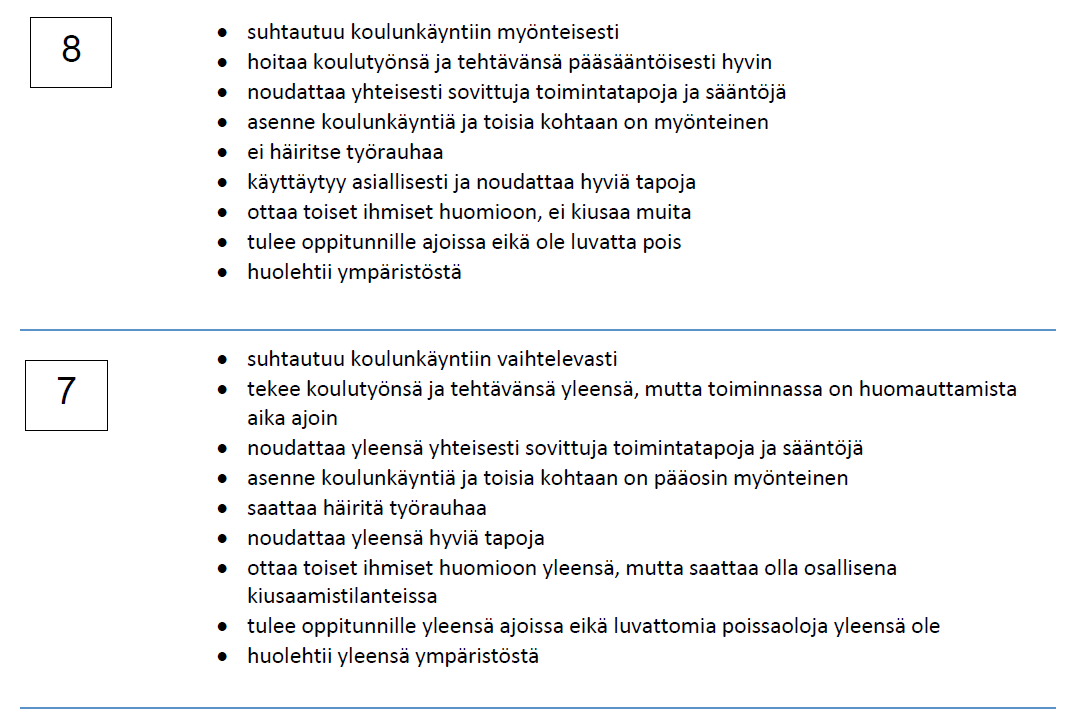 8
• suhtautuu koulunkäyntiin myönteisesti
• hoitaa koulutyönsä ja tehtävänsä pääsääntöisesti hyvin
• noudattaa yhteisesti sovittuja toimintatapoja ja sääntöjä
• asenne koulunkäyntiä ja toisia kohtaan on myönteinen
• ei häiritse työrauhaa
• käyttäytyy asiallisesti ja noudattaa hyviä tapoja
• ottaa toiset ihmiset huomioon, ei kiusaa muita
• tulee oppitunnille ajoissa eikä ole luvatta pois
• huolehtii ympäristöstä
7
• suhtautuu koulunkäyntiin vaihtelevasti
• tekee koulutyönsä ja tehtävänsä yleensä, mutta toiminnassa on huomauttamista
aika ajoin
• noudattaa yleensä yhteisesti sovittuja toimintatapoja ja sääntöjä
• asenne koulunkäyntiä ja toisia kohtaan on pääosin myönteinen
• saattaa häiritä työrauhaa
• noudattaa yleensä hyviä tapoja
• ottaa toiset ihmiset huomioon yleensä, mutta saattaa olla osallisena
kiusaamistilanteissa
• tulee oppitunnille yleensä ajoissa eikä luvattomia poissaoloja yleensä ole
• huolehtii yleensä ympäristöstä